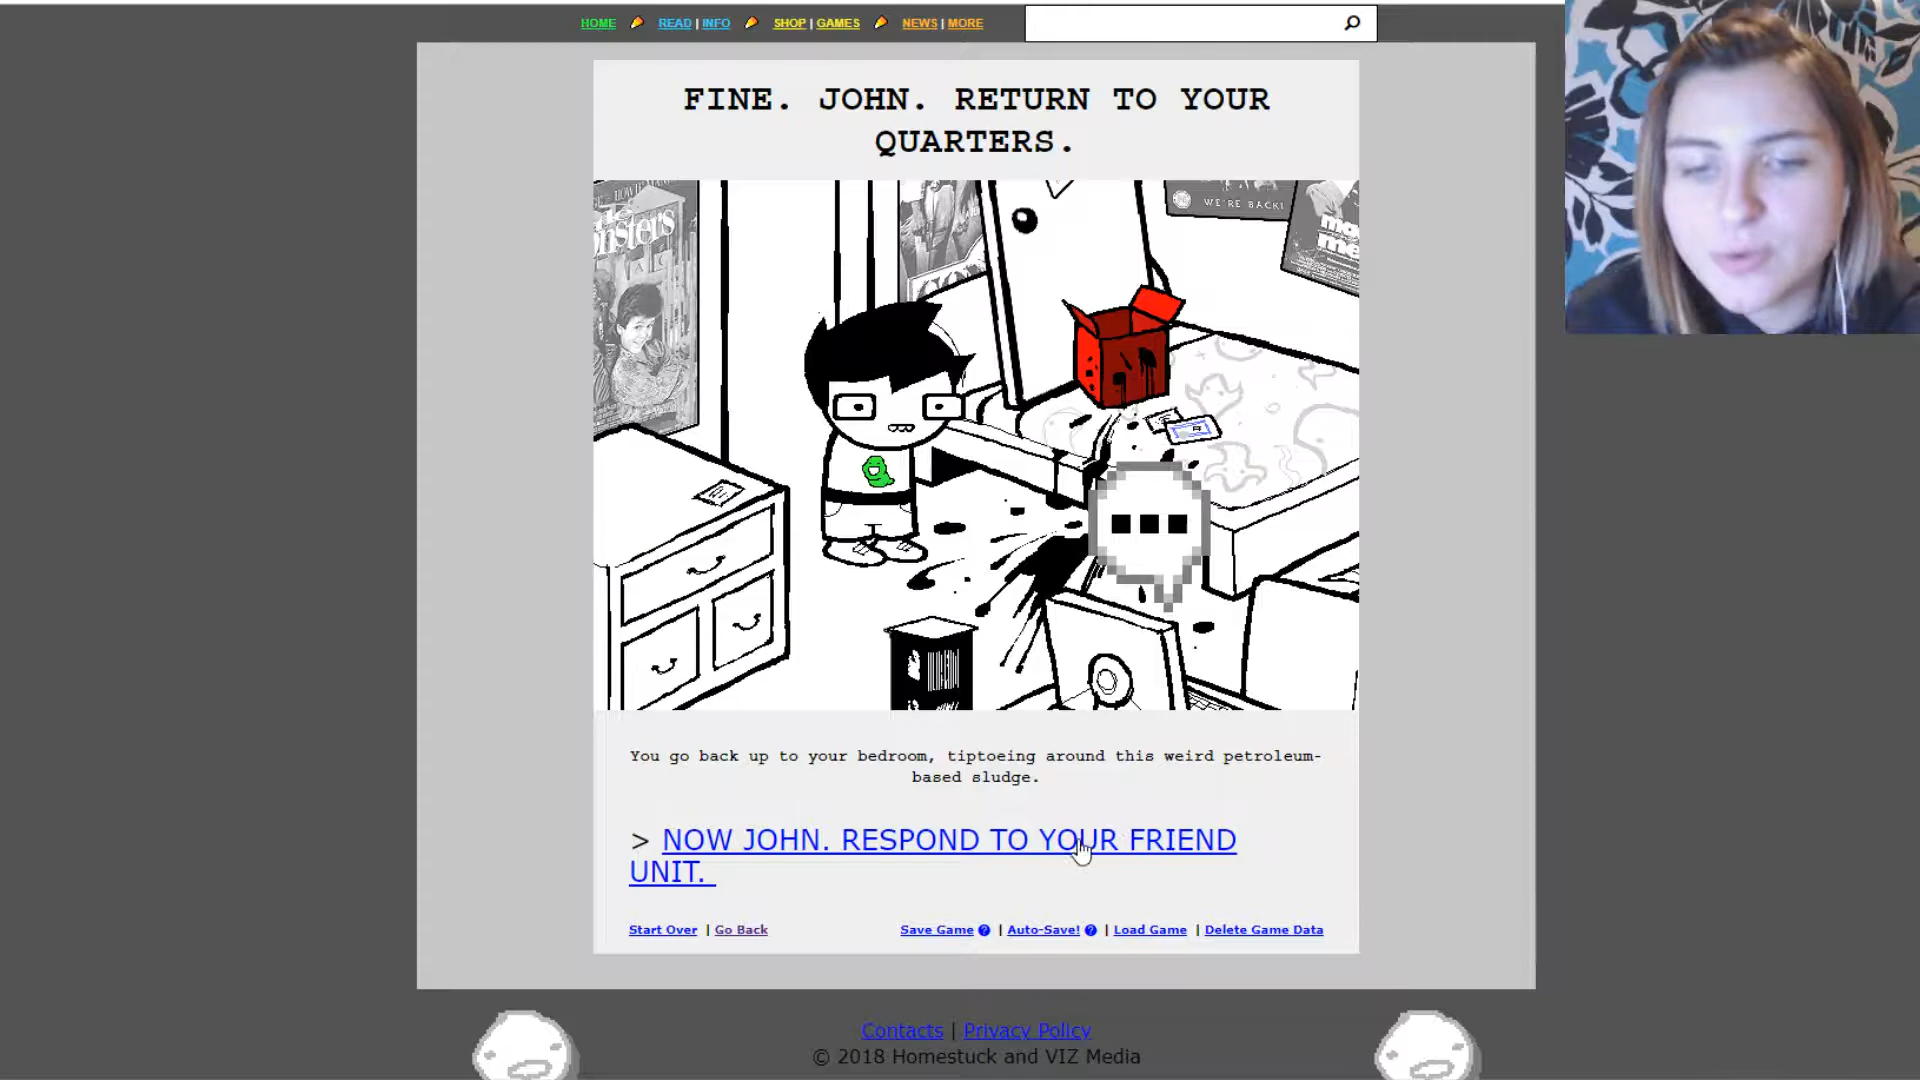 HOME READ | INFO SHOP | GAMES NEWS | MORE
FINE. JOHN. RETURN TO YOUR
QUARTERS.
WE'RE BACK!
You go back up to your bedroom, tiptoeing around this weird petroleum-
based sludge.
> NOW JOHN. RESPOND TO YOUR FRIEND
UNIT.
Start Over | Go Back Save Game ? | Auto-Save! ? | Load Game | Delete Game Data
Contacts | Privacy Policy
© 2018 Homestuck and VIZ Media